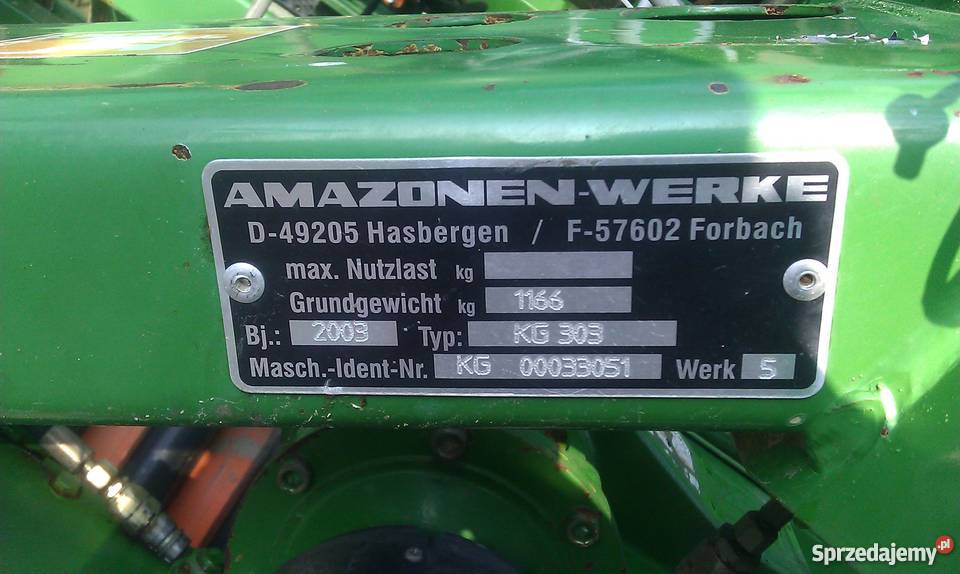 AMAZONEN-WERKE
D-49205 Hasbergen / F-57602 Forbach
max. Nutzlast kg
Grundgewicht kg 1166
Bj.: 2003 Typ: KG 303
Masch.-Ident-Nr. KG 00033051 Werk 5
Sprzedajemy.pl